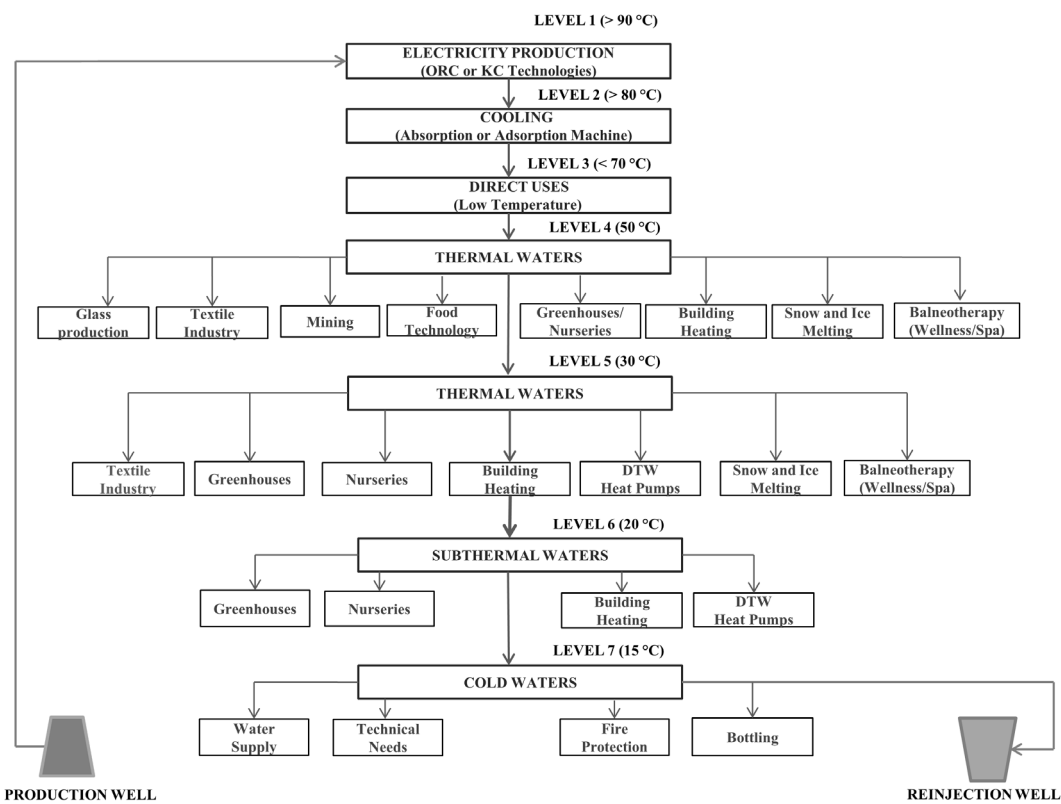 LEVEL 1 (> 90 °C)
ELECTRICITY PRODUCTION
(ORC or KC Technologies)
LEVEL 2 (> 80 °C)
COOLING
(Absorption or Adsorption Machine)
LEVEL 3 (< 70 °C)
DIRECT USES
(Low Temperature)
LEVEL 4 (50 °C)
THERMAL WATERS
Glass
production
Textile
Industry
Mining
Food
Technology
Greenhouses/
Nurseries
Building
Heating
Snow and Ice
Melting
Balneotherapy
(Wellness/Spa)
LEVEL 5 (30 °C)
THERMAL WATERS
Textile
Industry
Greenhouses
Nurseries
Building
Heating
DTW
Heat Pumps
Snow and Ice
Melting
Balneotherapy
(Wellness/Spa)
LEVEL 6 (20 °C)
SUBTHERMAL WATERS
Greenhouses
Nurseries
Building
Heating
DTW
Heat Pumps
LEVEL 7 (15 °C)
COLD WATERS
Water
Supply
Technical
Needs
Fire
Protection
Bottling
PRODUCTION WELL
REINJECTION WELL